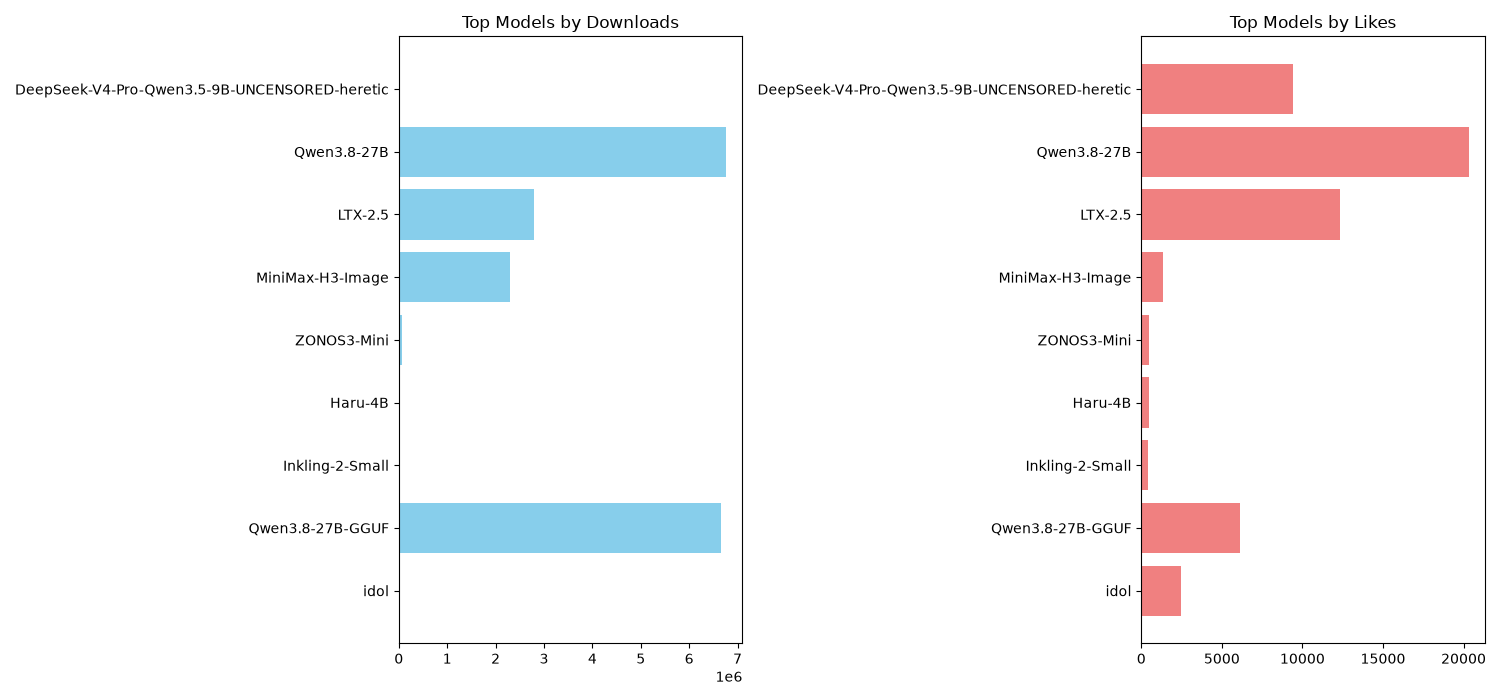 Top Models by Downloads
DeepSeek-V4-Pro-Qwen3.5-9B-UNCENSORED-heretic
Qwen3.8-27B
LTX-2.5
MiniMax-H3-Image
ZONOS3-Mini
Haru-4B
Inkling-2-Small
Qwen3.8-27B-GGUF
idol
0 1 2 3 4 5 6 7
1e6
Top Models by Likes
DeepSeek-V4-Pro-Qwen3.5-9B-UNCENSORED-heretic
Qwen3.8-27B
LTX-2.5
MiniMax-H3-Image
ZONOS3-Mini
Haru-4B
Inkling-2-Small
Qwen3.8-27B-GGUF
idol
0 5000 10000 15000 20000